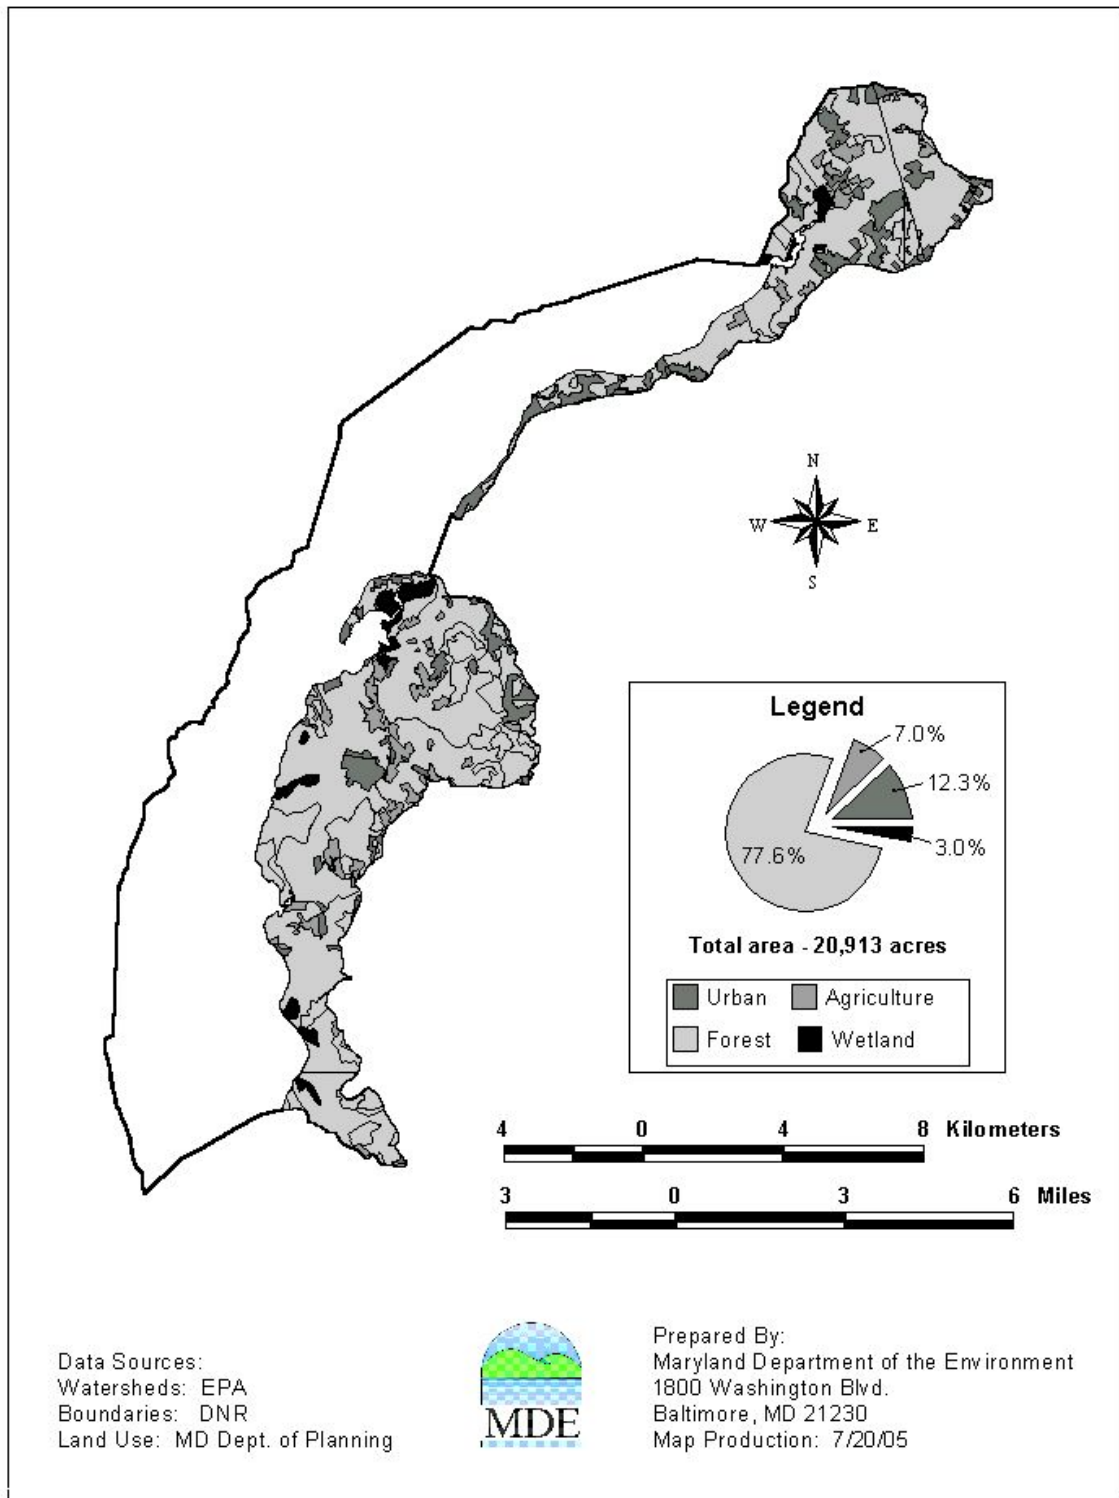 N
W E
S
Legend
7.0%
12.3%
3.0%
77.6%
Total area - 20,913 acres
Urban Agriculture
Forest Wetland
4 0 4 8 Kilometers
3 0 3 6 Miles
Data Sources:
Watersheds: EPA
Boundaries: DNR
Land Use: MD Dept. of Planning
MDE
Prepared By:
Maryland Department of the Environment
1800 Washington Blvd.
Baltimore, MD 21230
Map Production: 7/20/05